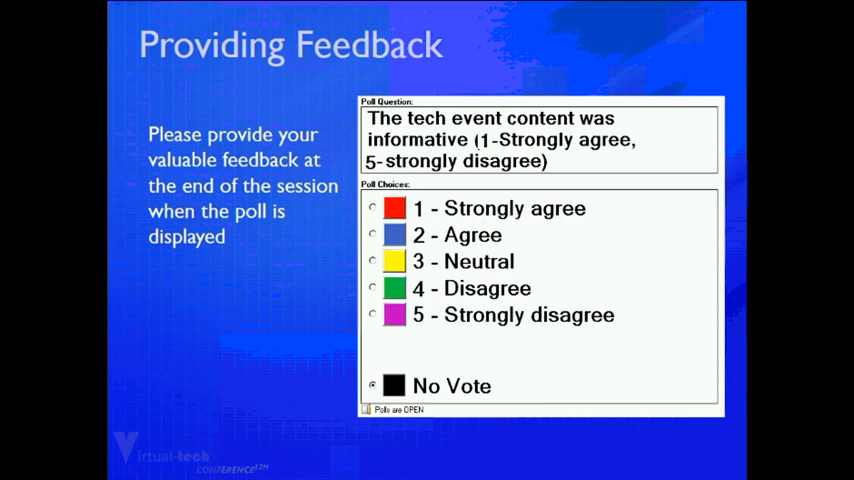 Providing Feedback
Please provide your
valuable feedback at
the end of the session
when the poll is
displayed
Poll Question:
The tech event content was
informative (1-Strongly agree,
5-strongly disagree)
Poll Choices:
1 - Strongly agree
2 - Agree
3 - Neutral
4 - Disagree
5 - Strongly disagree
No Vote
Polls are OPEN
Virtual-tech
CONFERENCE